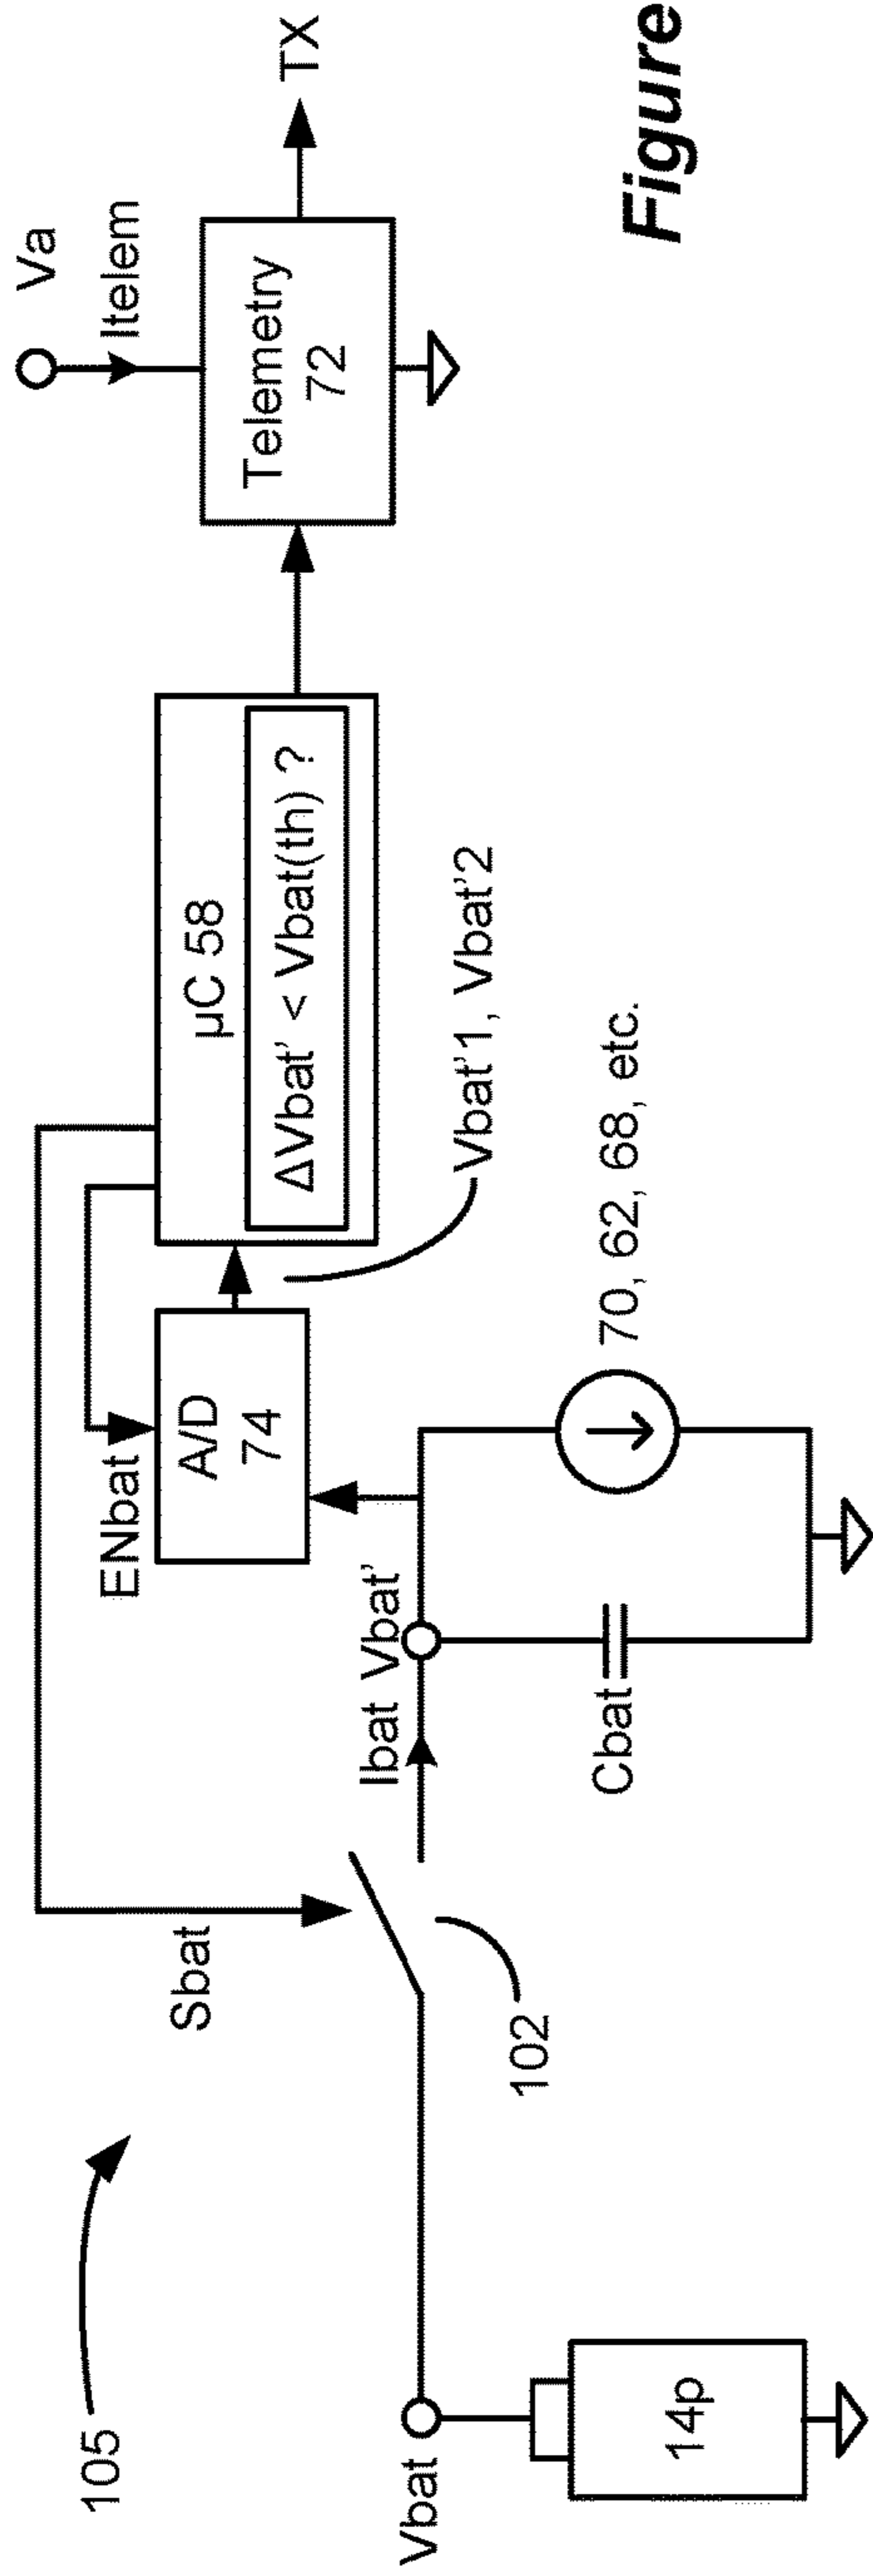 105
Vbat
14p
Sbat
102
Ibat
Vbat'
Cbat
70, 62, 68, etc.
ENbat
A/D
74
Vbat'1, Vbat'2
µC 58
ΔVbat' < Vbat(th) ?
Telemetry
72
Va
Itelem
TX
Figure